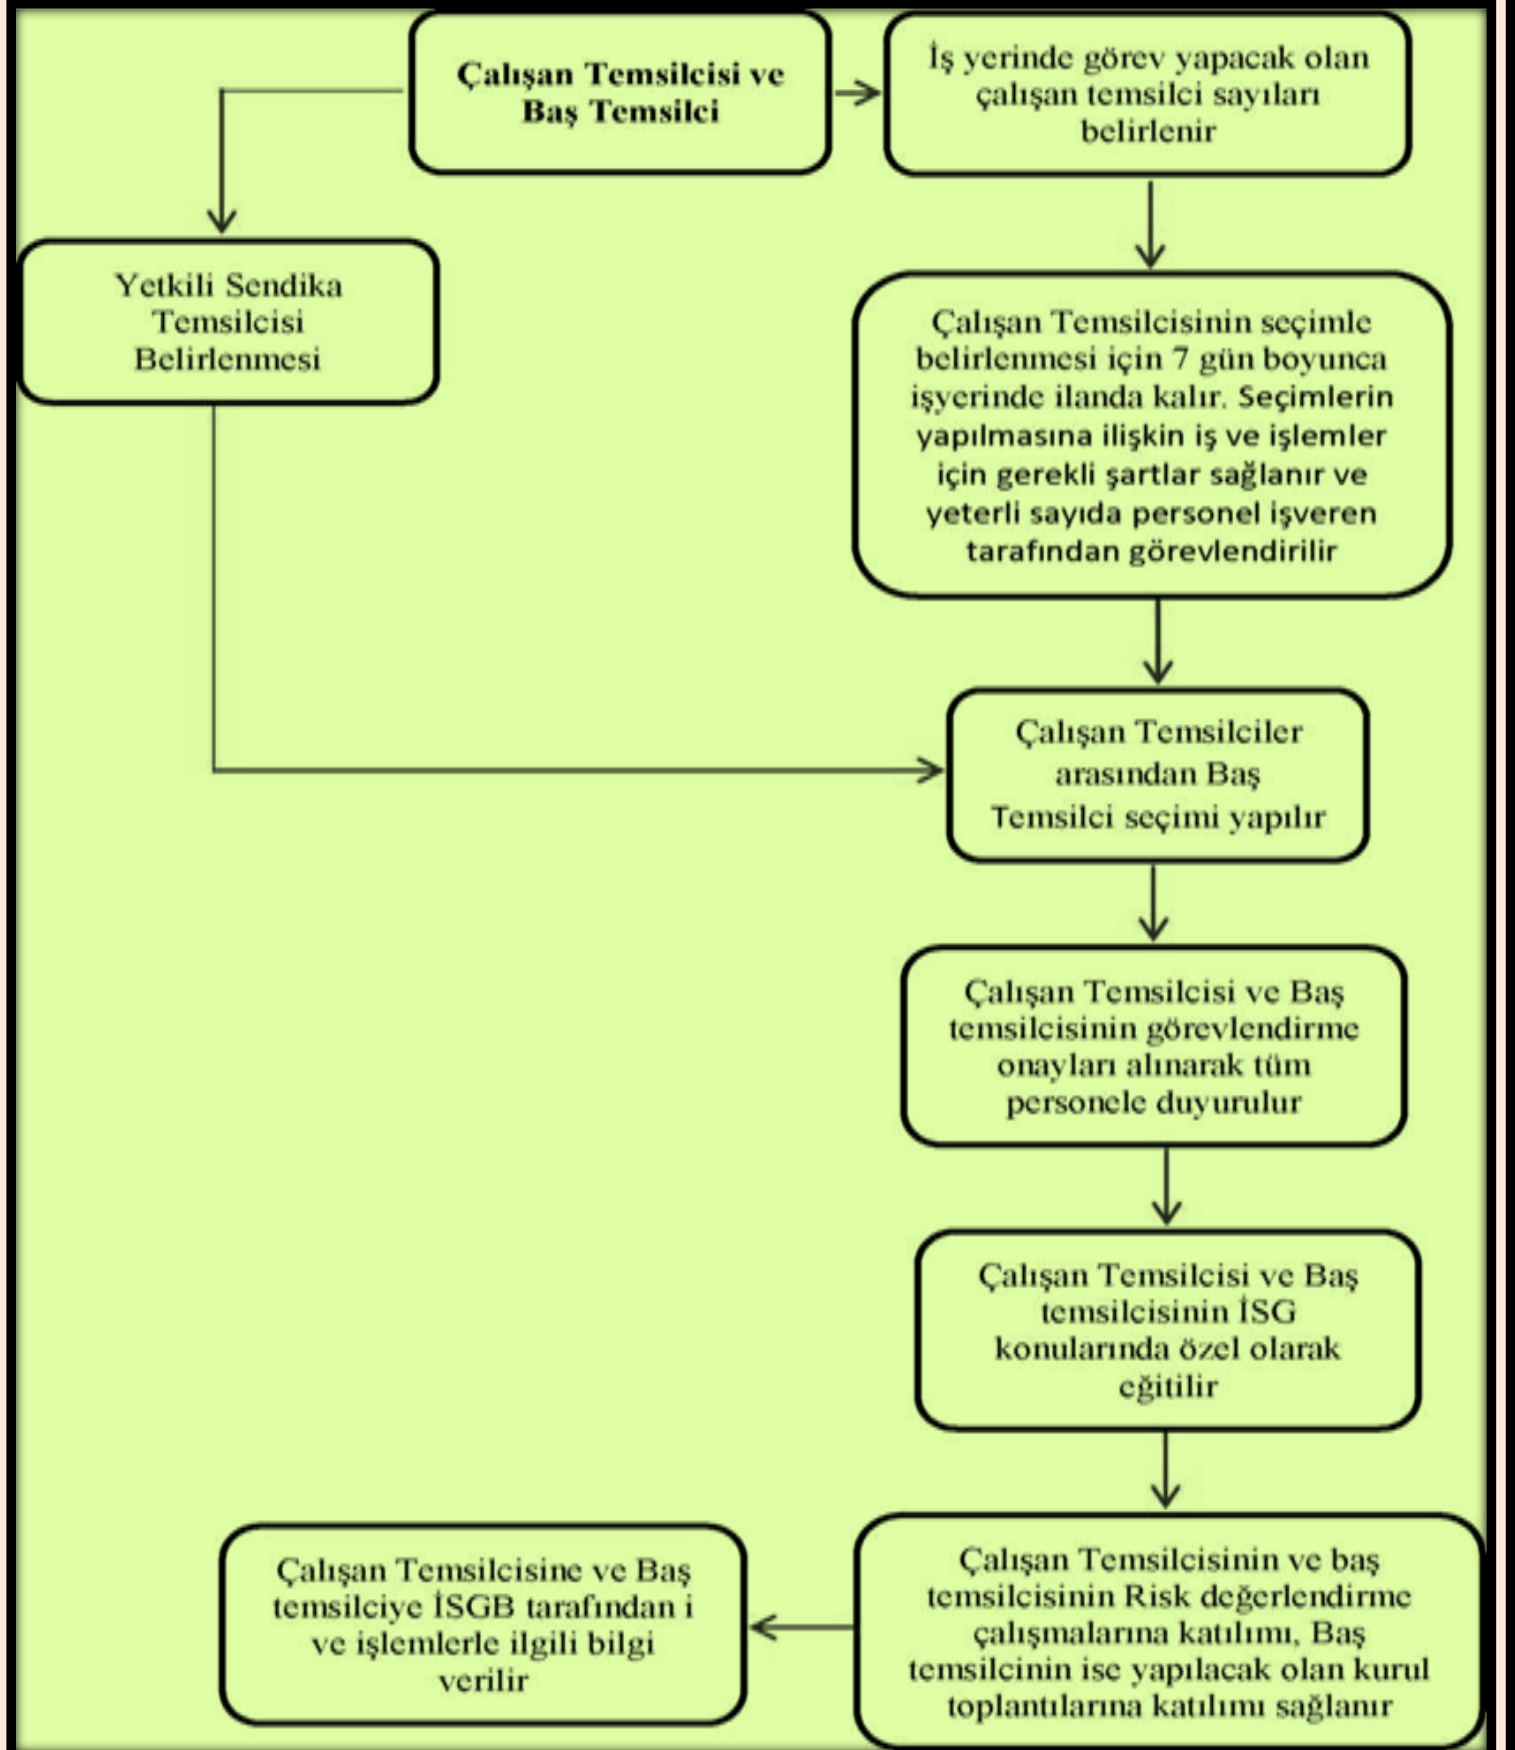 Çalışan Temsilcisi ve
Baş Temsilci
İş yerinde görev yapacak olan
çalışan temsilci sayıları
belirlenir
Yetkili Sendika
Temsilcisi
Belirlenmesi
Çalışan Temsilcisinin seçimle
belirlenmesi için 7 gün boyunca
işyerinde ilanda kalır. Seçimlerin
yapılmasına ilişkin iş ve işlemler
için gerekli şartlar sağlanır ve
yeterli sayıda personel işveren
tarafından görevlendirilir
Çalışan Temsilciler
arasından Baş
Temsilci seçimi yapılır
Çalışan Temsilcisi ve Baş
temsilcisinin görevlendirme
onayları alınarak tüm
personele duyurulur
Çalışan Temsilcisi ve Baş
temsilcisinin İSG
konularında özel olarak
eğitilir
Çalışan Temsilcisinin ve baş
temsilcisinin Risk değerlendirme
çalışmalarına katılımı, Baş
temsilcinin ise yapılacak olan kurul
toplantılarına katılımı sağlanır
Çalışan Temsilcisine ve Baş
temsilciye İSGB tarafından i
ve işlemlerle ilgili bilgi
verilir